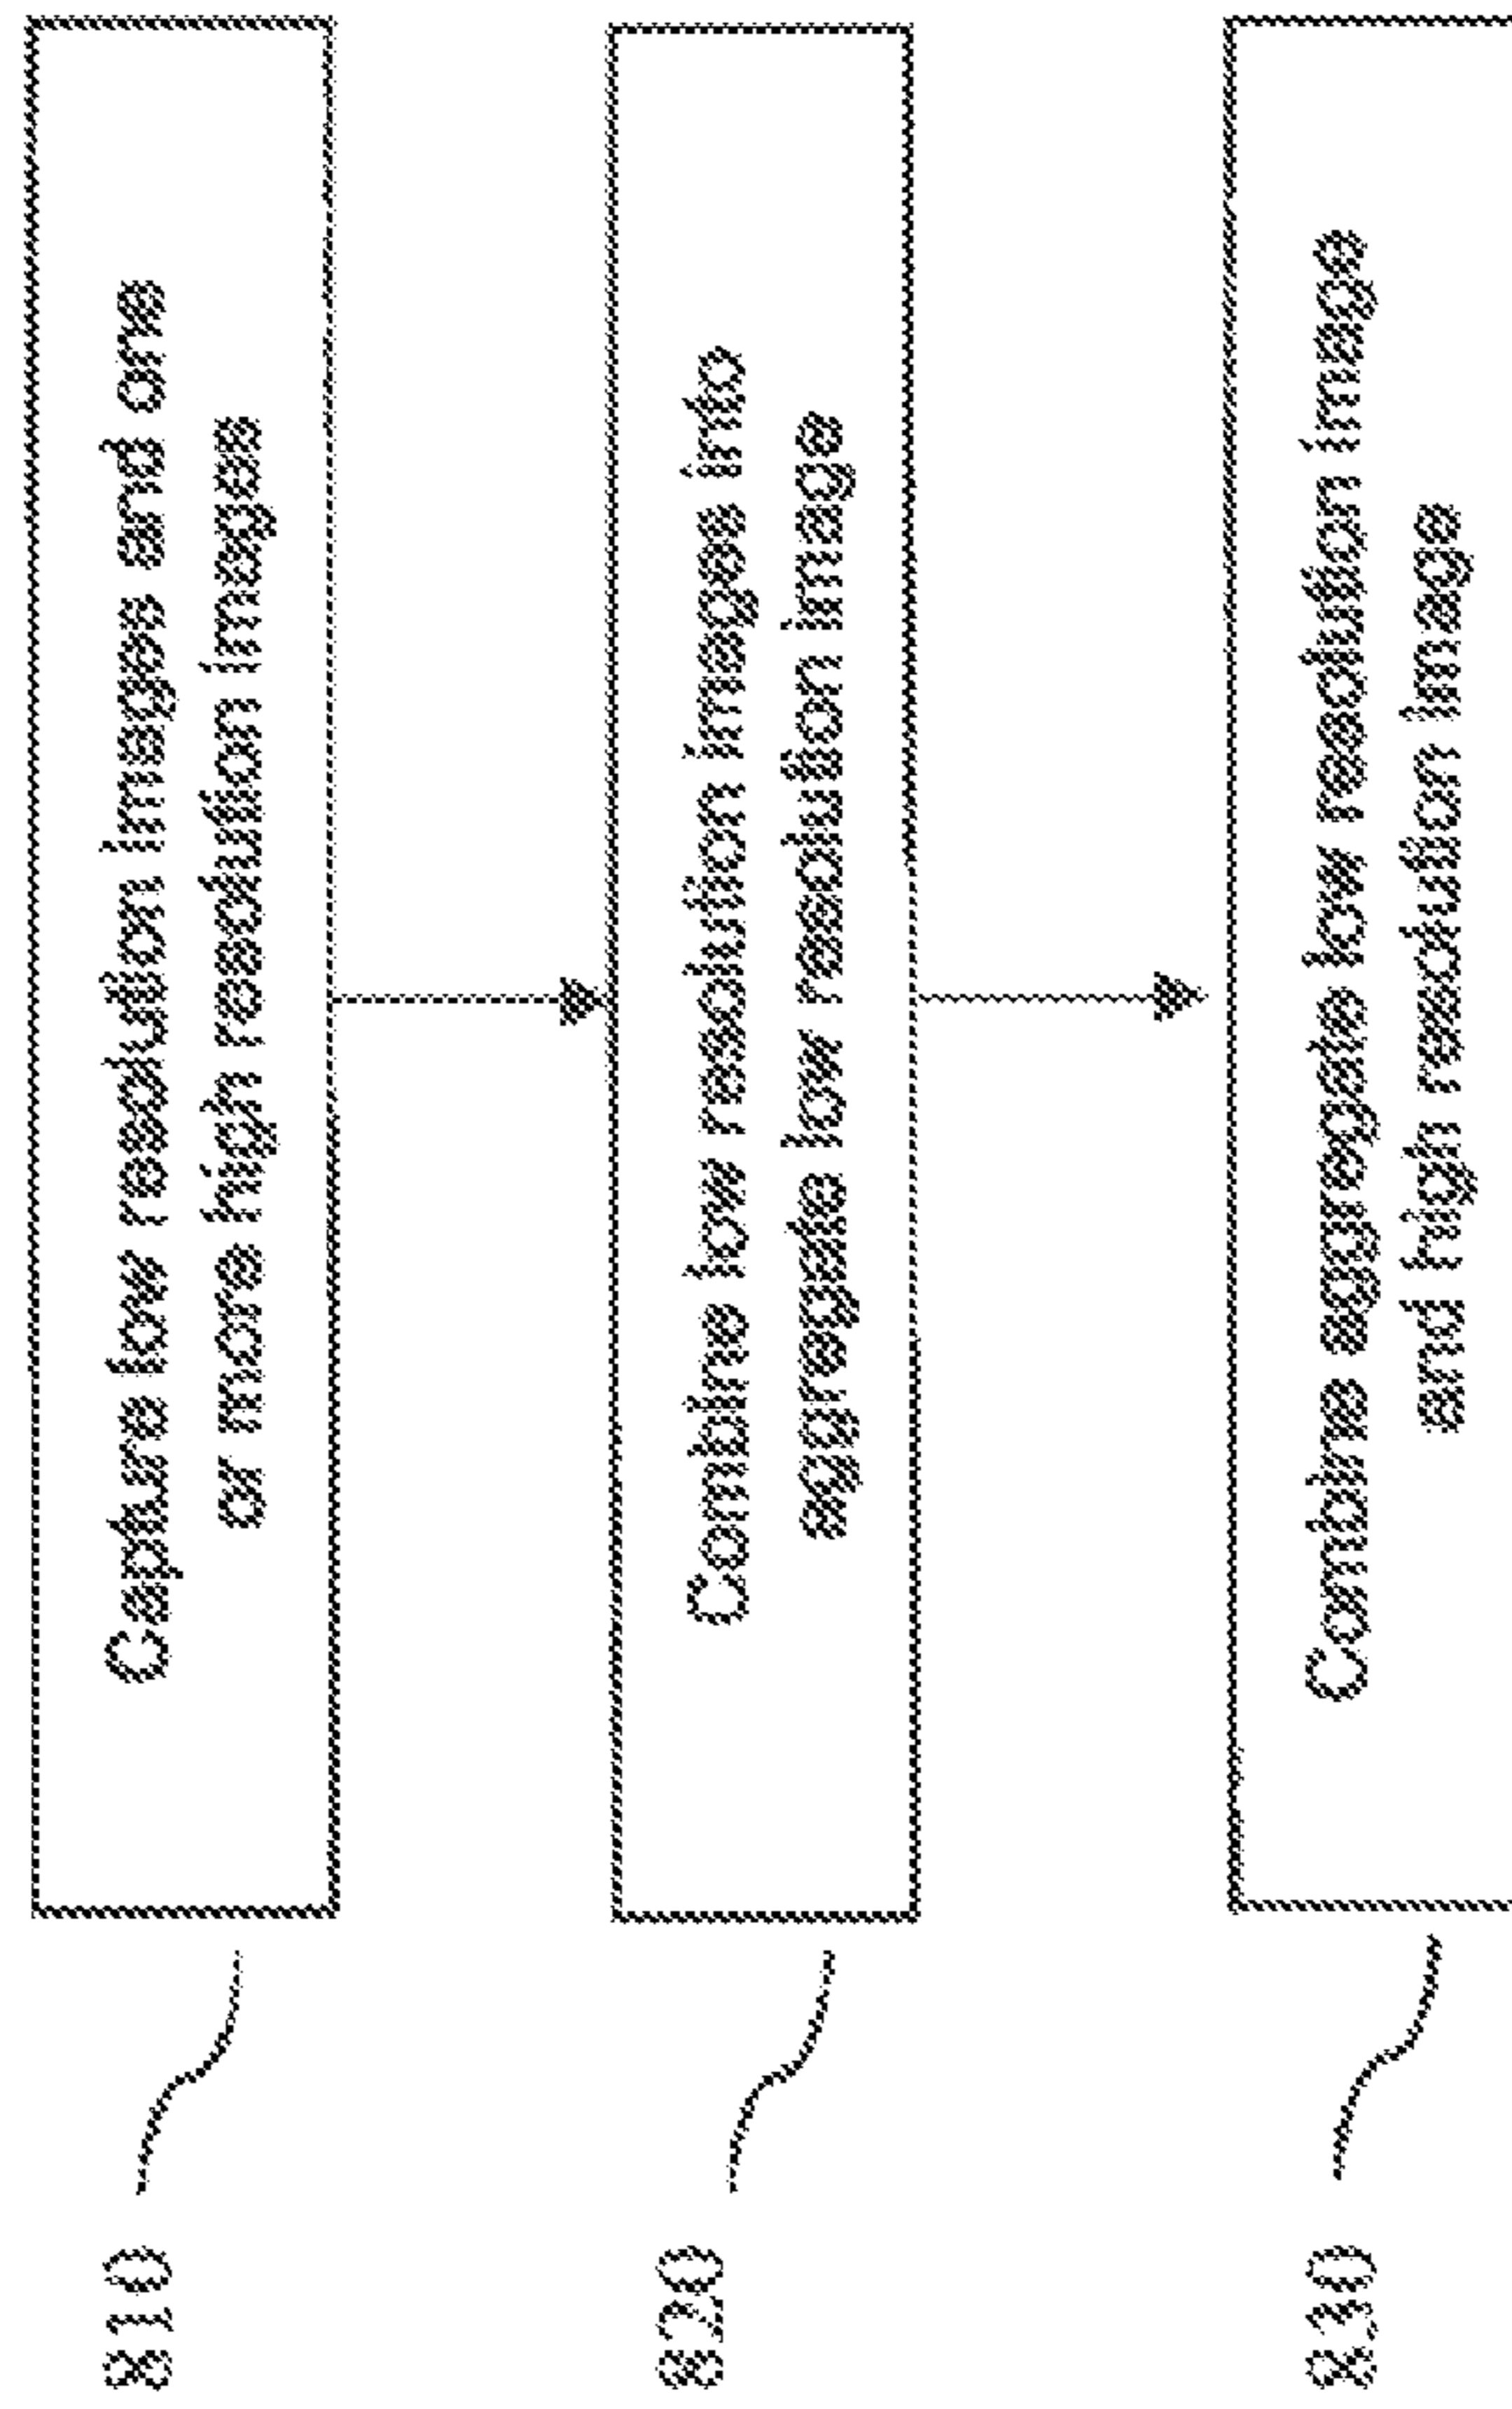 810
Capture low resolution images and one
or more high resolution images
820
Combine low resolution images into
aggregate low resolution image
830
Combine aggregate low resolution image
and high resolution image